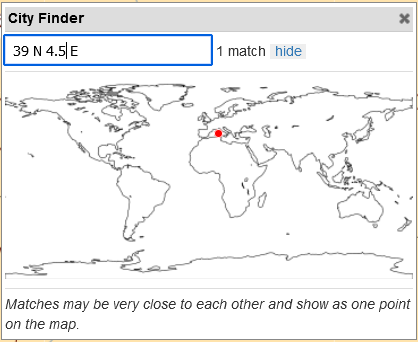 City Finder ✖
39 N 4.5 E 1 match hide
Matches may be very close to each other and show as one point
on the map.